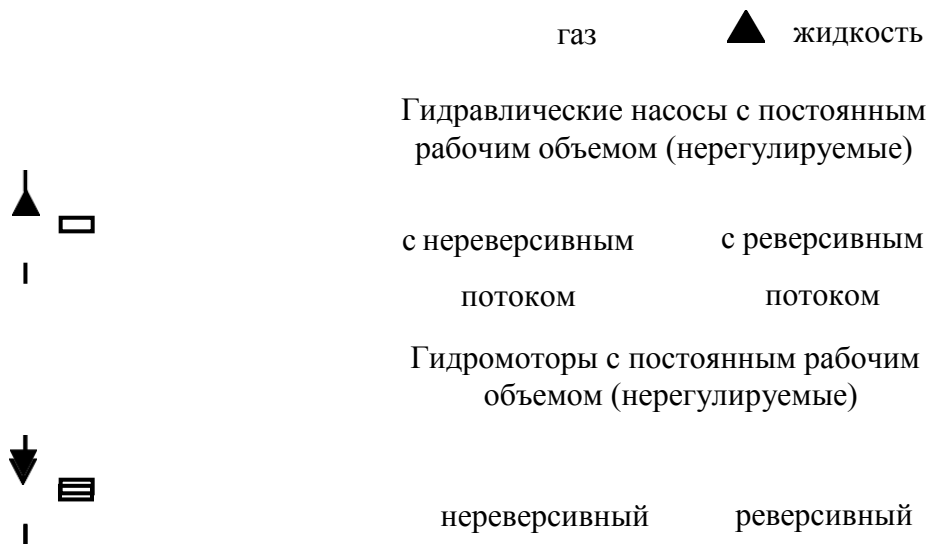 газ жидкость
Гидравлические насосы с постоянным
рабочим объемом (нерегулируемые)
с нереверсивным с реверсивным
потоком потоком
Гидромоторы с постоянным рабочим
объемом (нерегулируемые)
нереверсивный реверсивный